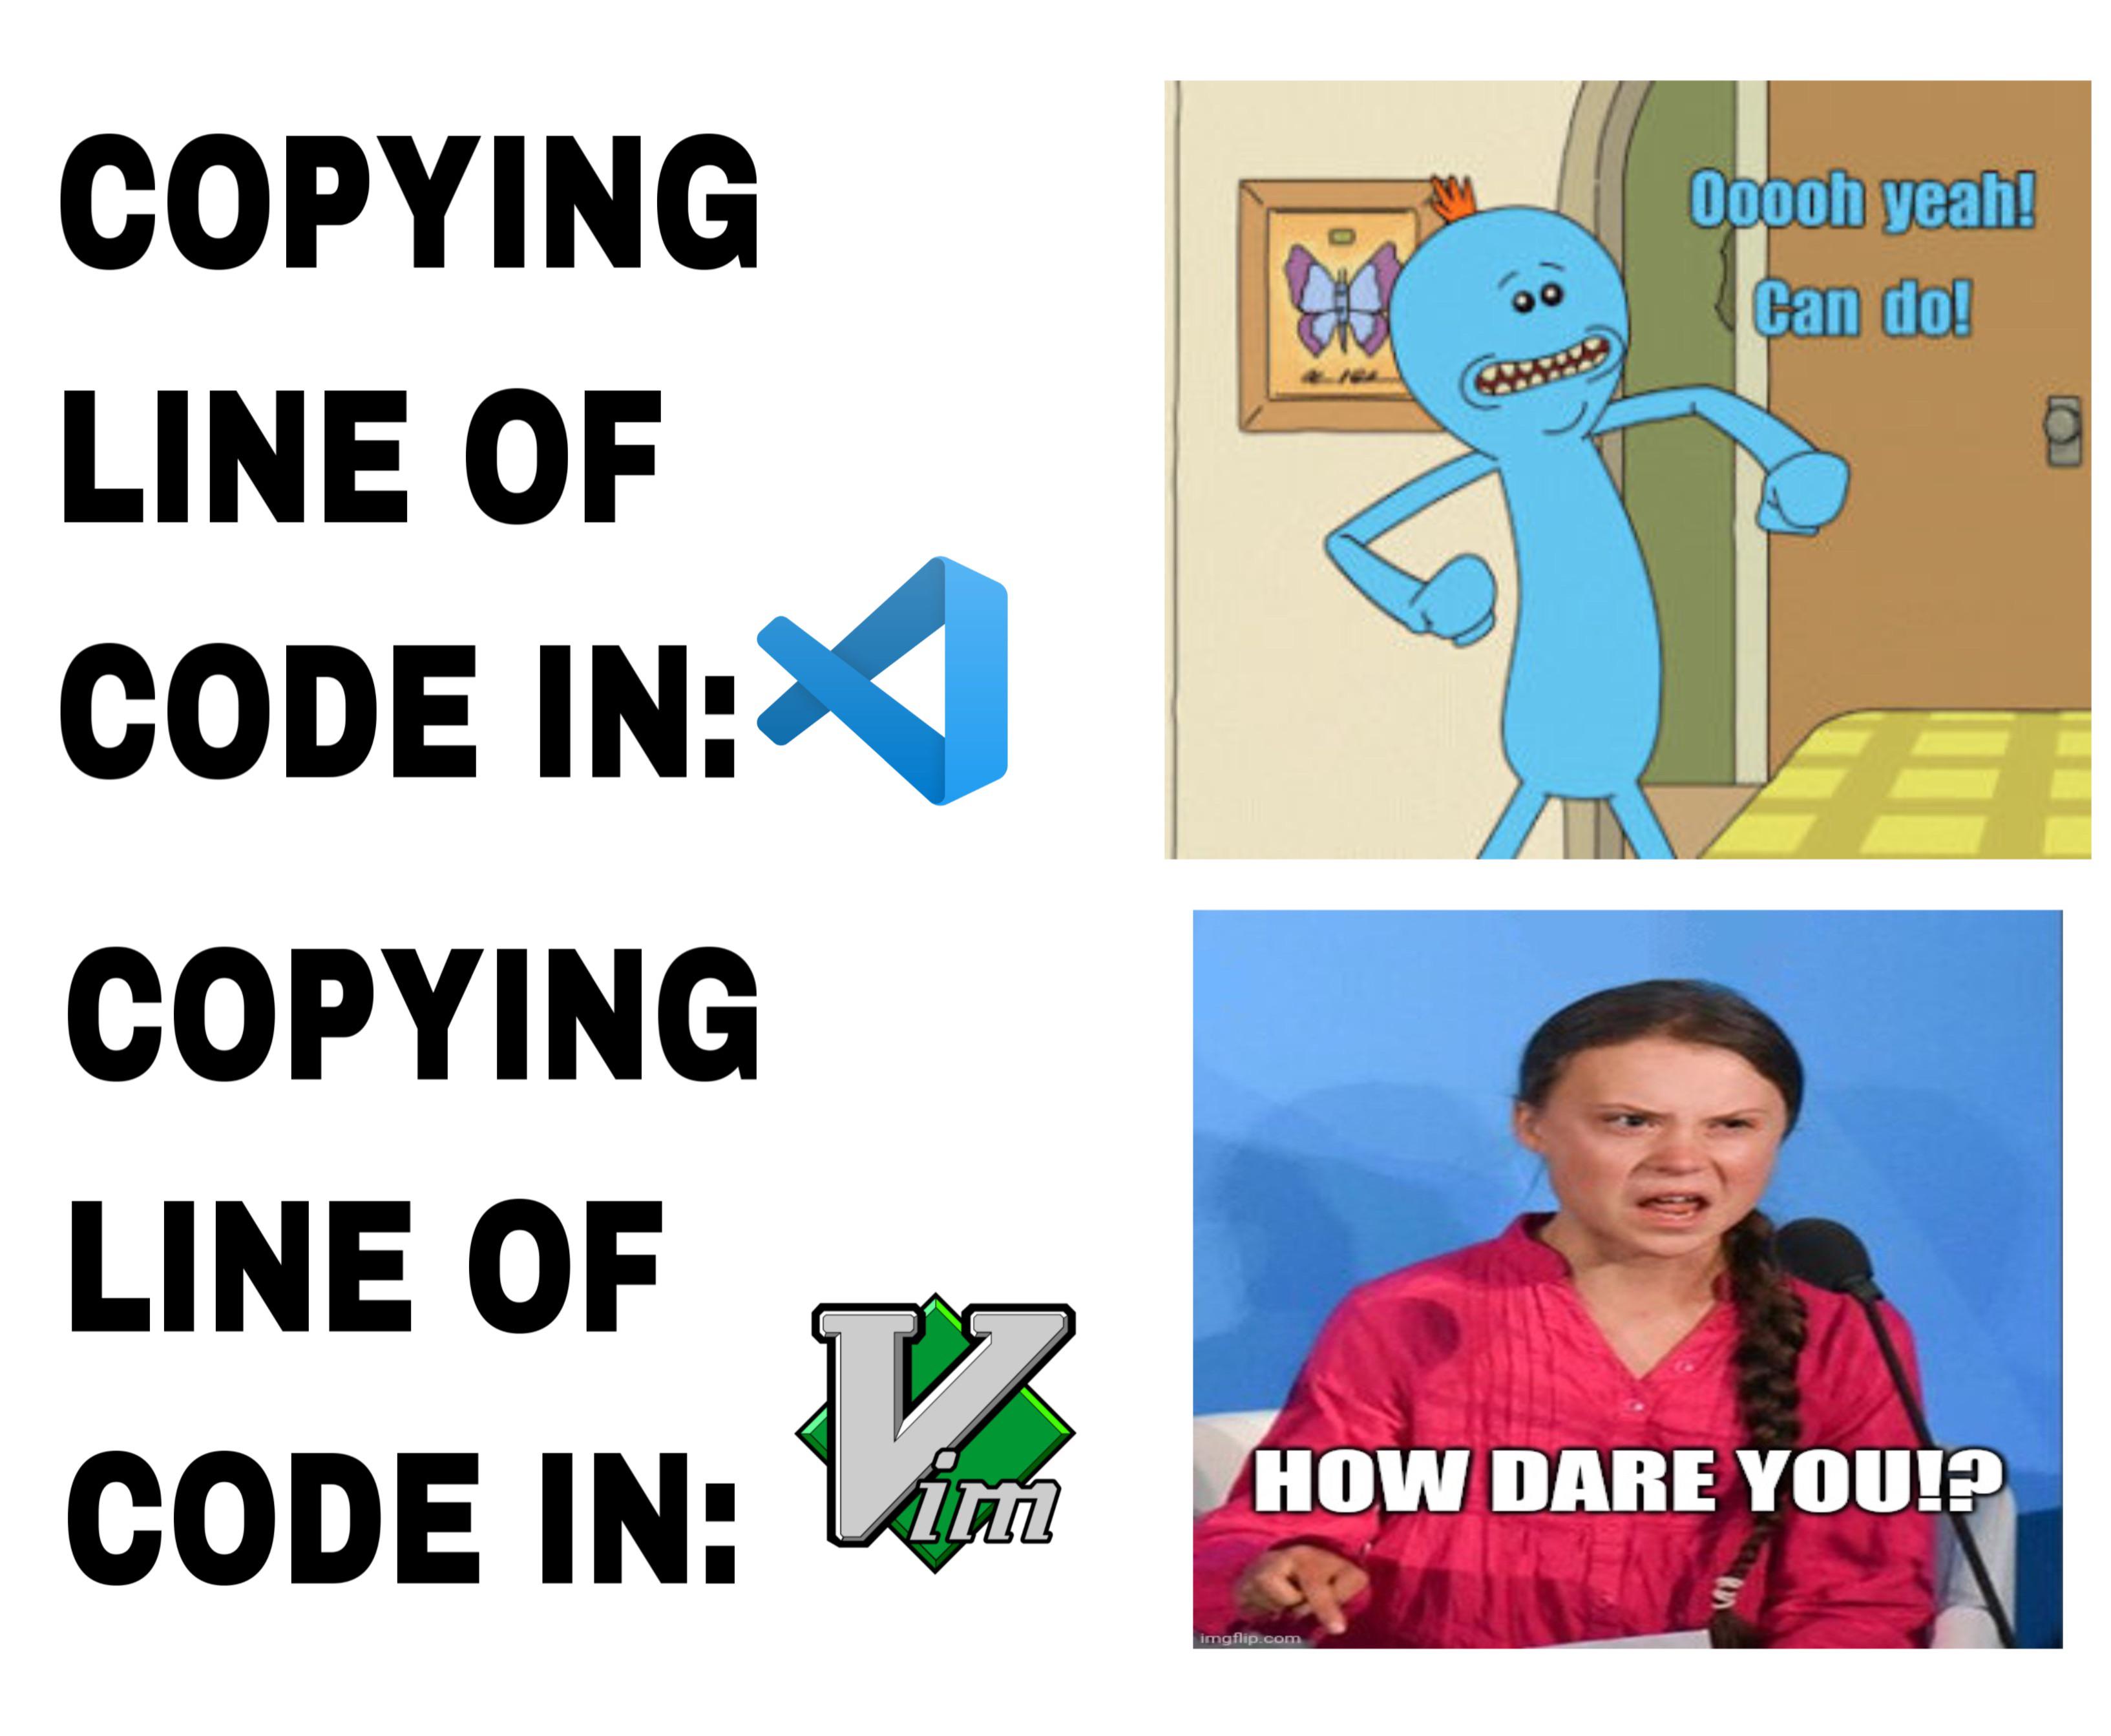 COPYING
LINE OF
CODE IN:
Ooooh yeah!
Can do!
COPYING
LINE OF
CODE IN:
Vim
HOW DARE YOU!?
imgflip.com